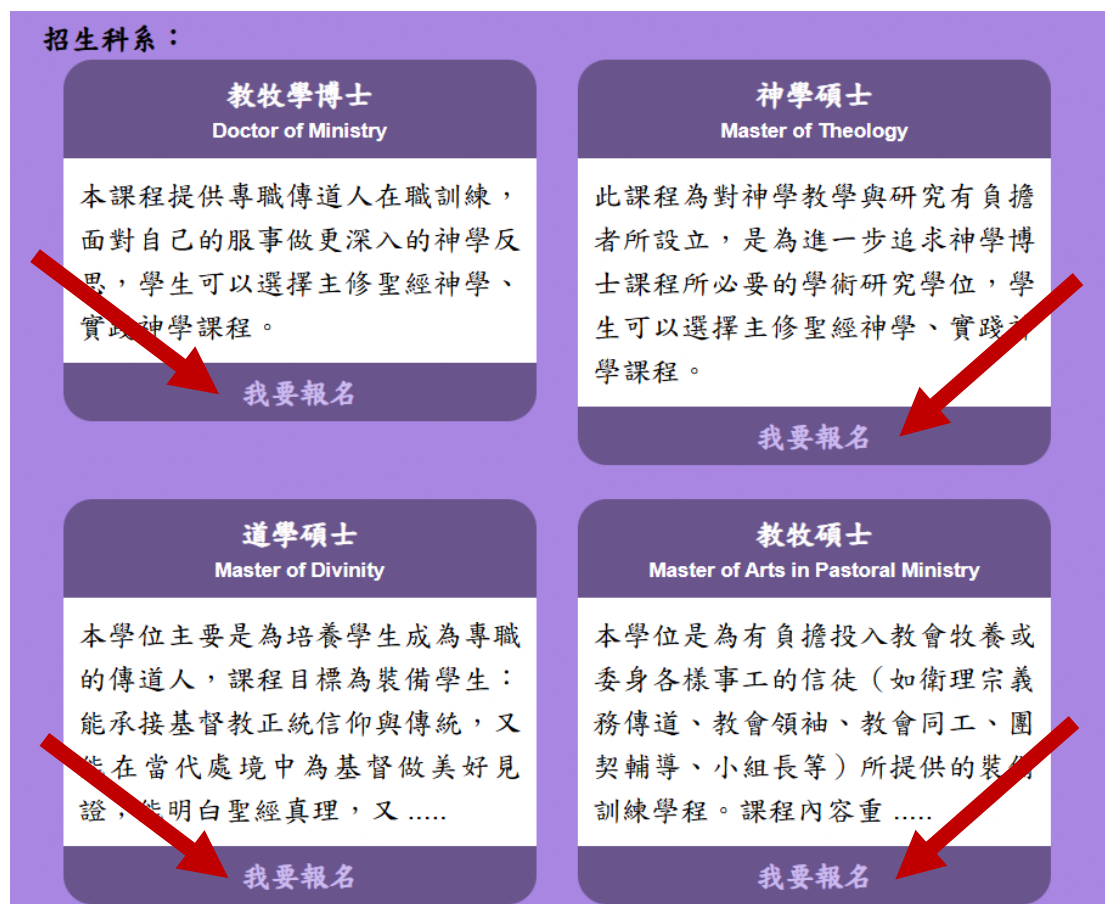 招生科系：
教牧學博士
Doctor of Ministry
本課程提供專職傳道人在職訓練，
面對自己的服事做更深入的神學反
思，學生可以選擇主修聖經神學、
實踐神學課程。
我要報名
神學碩士
Master of Theology
此課程為對神學教學與研究有負擔
者所設立，是為進一步追求神學博
士課程所必要的學術研究學位，學
生可以選擇主修聖經神學、實踐神
學課程。
我要報名
道學碩士
Master of Divinity
本學位主要是為培養學生成為專職
的傳道人，課程目標為裝備學生：
能承接基督教正統信仰與傳統，又
能在當代處境中為基督做美好見
證；能明白聖經真理，又 .....
我要報名
教牧碩士
Master of Arts in Pastoral Ministry
本學位是為有負擔投入教會牧養或
委身各樣事工的信徒（如衛理宗義
務傳道、教會領袖、教會同工、團
契輔導、小組長等）所提供的裝備
訓練學程。課程內容重 .....
我要報名